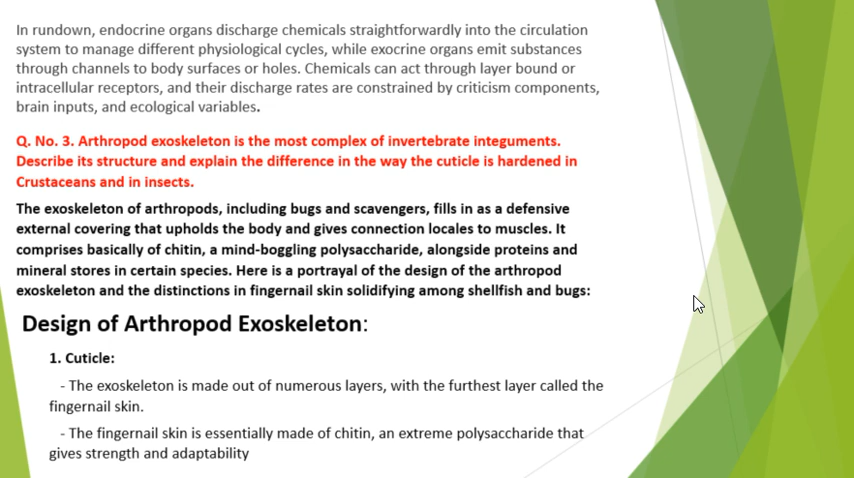 In rundown, endocrine organs discharge chemicals straightforwardly into the circulation
system to manage different physiological cycles, while exocrine organs emit substances
through channels to body surfaces or holes. Chemicals can act through layer bound or
intracellular receptors, and their discharge rates are constrained by criticism components,
brain inputs, and ecological variables.
Q. No. 3. Arthropod exoskeleton is the most complex of invertebrate integuments.
Describe its structure and explain the difference in the way the cuticle is hardened in
Crustaceans and in insects.
The exoskeleton of arthropods, including bugs and scavengers, fills in as a defensive
external covering that upholds the body and gives connection locales to muscles. It
comprises basically of chitin, a mind-boggling polysaccharide, alongside proteins and
mineral stores in certain species. Here is a portrayal of the design of the arthropod
exoskeleton and the distinctions in fingernail skin solidifying among shellfish and bugs:
Design of Arthropod Exoskeleton:
1. Cuticle:
- The exoskeleton is made out of numerous layers, with the furthest layer called the
fingernail skin.
- The fingernail skin is essentially made of chitin, an extreme polysaccharide that
gives strength and adaptability